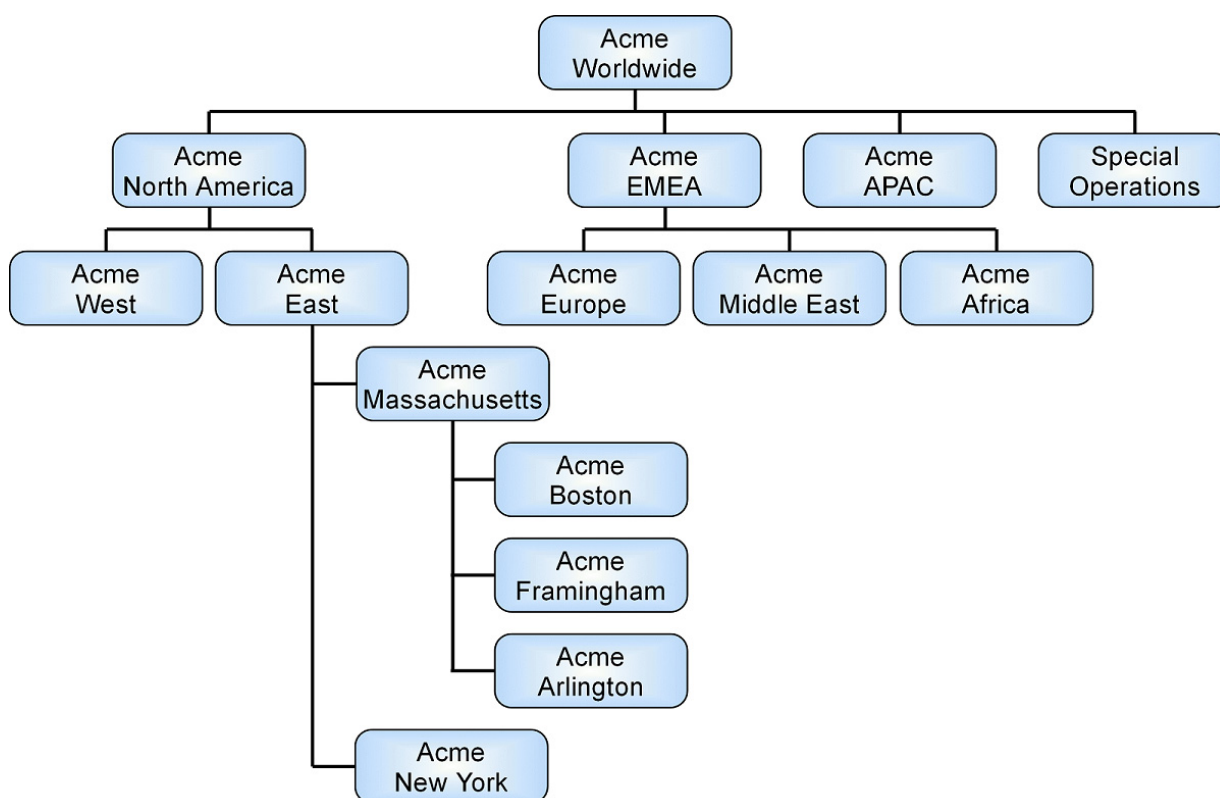 Acme
Worldwide
Acme
North America
Acme
EMEA
Acme
APAC
Special
Operations
Acme
West
Acme
East
Acme
Europe
Acme
Middle East
Acme
Africa
Acme
Massachusetts
Acme
Boston
Acme
Framingham
Acme
Arlington
Acme
New York